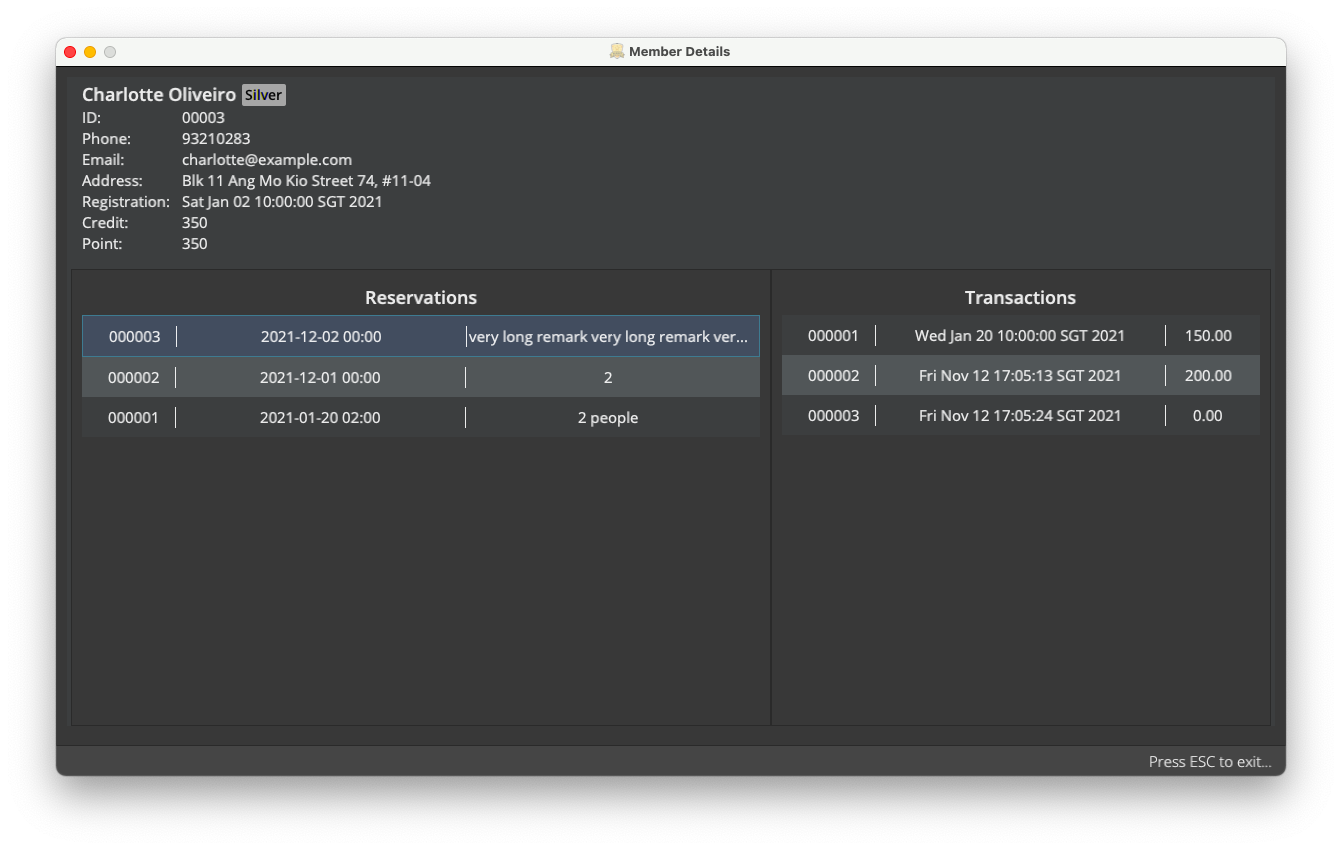 Member Details
Charlotte Oliveiro Silver
ID: 00003
Phone: 93210283
Email: charlotte@example.com
Address: Blk 11 Ang Mo Kio Street 74, #11-04
Registration: Sat Jan 02 10:00:00 SGT 2021
Credit: 350
Point: 350
Reservations
000003 2021-12-02 00:00 very long remark very long remark ver...
000002 2021-12-01 00:00 2
000001 2021-01-20 02:00 2 people
Transactions
000001 Wed Jan 20 10:00:00 SGT 2021 150.00
000002 Fri Nov 12 17:05:13 SGT 2021 200.00
000003 Fri Nov 12 17:05:24 SGT 2021 0.00
Press ESC to exit...